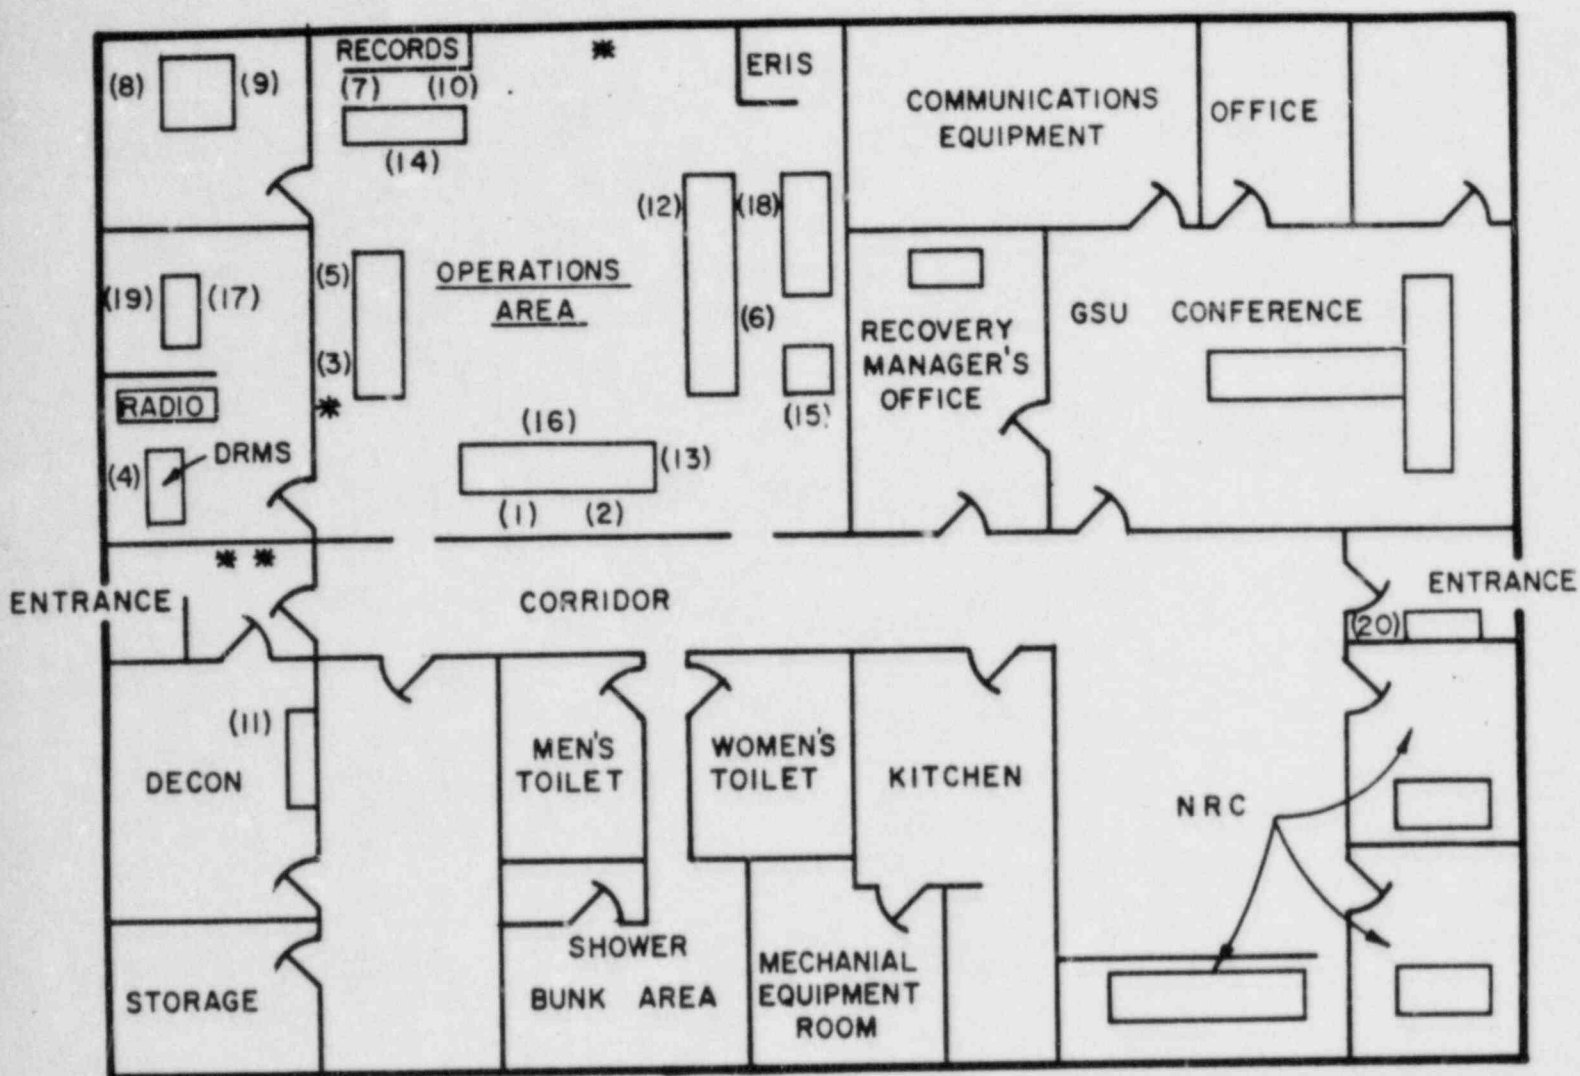 RECORDS *
ERIS
(8) (9)
(7) (10)
(14)
COMMUNICATIONS
EQUIPMENT
OFFICE
(12) (18)
(5)
OPERATIONS
AREA
(19) (17)
(6)
(3)
RECOVERY
MANAGER'S
OFFICE
GSU CONFERENCE
RADIO
*
(16)
(15)
(4)
DRMS
(13)
(1) (2)
* *
ENTRANCE
CORRIDOR
ENTRANCE
(20)
(11)
DECON
MEN'S
TOILET
WOMEN'S
TOILET
KITCHEN
NRC
SHOWER
BUNK AREA
STORAGE
MECHANIAL
EQUIPMENT
ROOM